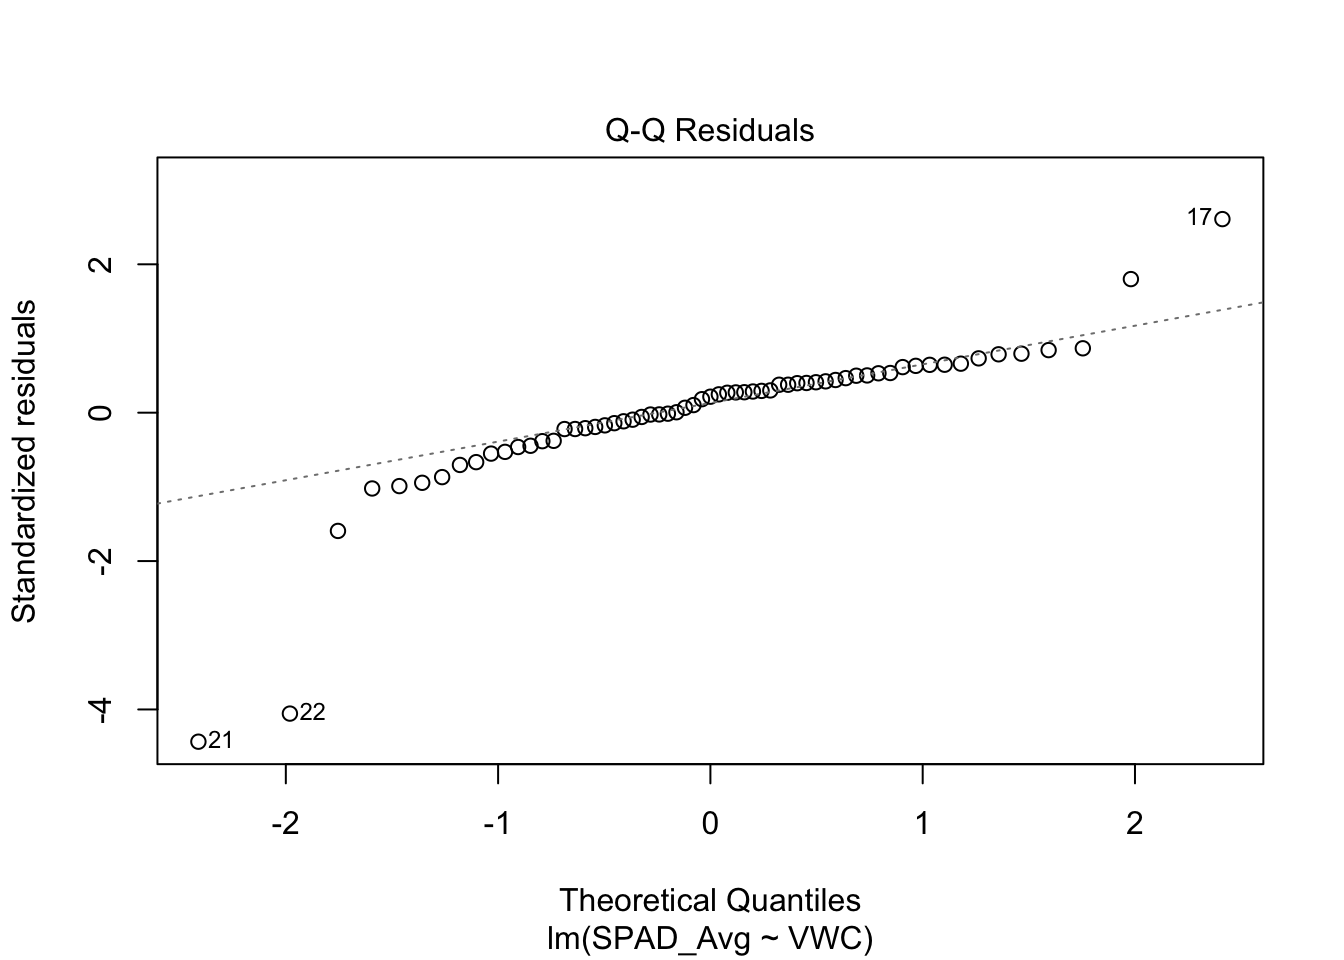 Q-Q Residuals
Standardized residuals
2
0
-2
-4
17
22
21
-2 -1 0 1 2
Theoretical Quantiles
lm(SPAD_Avg ~ VWC)